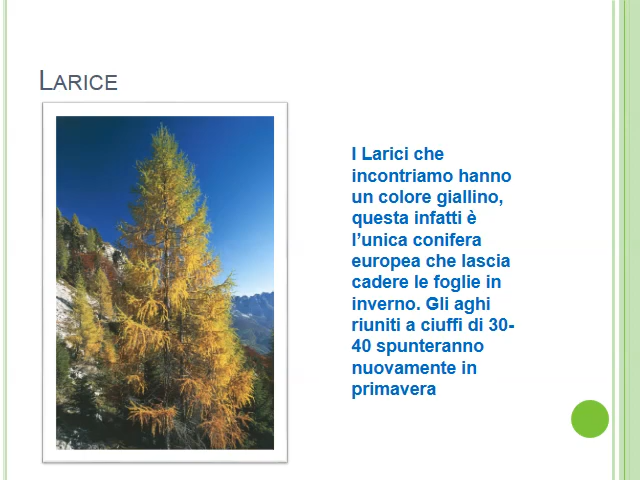 LARICE
I Larici che
incontriamo hanno
un colore giallino,
questa infatti è
l’unica conifera
europea che lascia
cadere le foglie in
inverno. Gli aghi
riuniti a ciuffi di 30-
40 spunteranno
nuovamente in
primavera